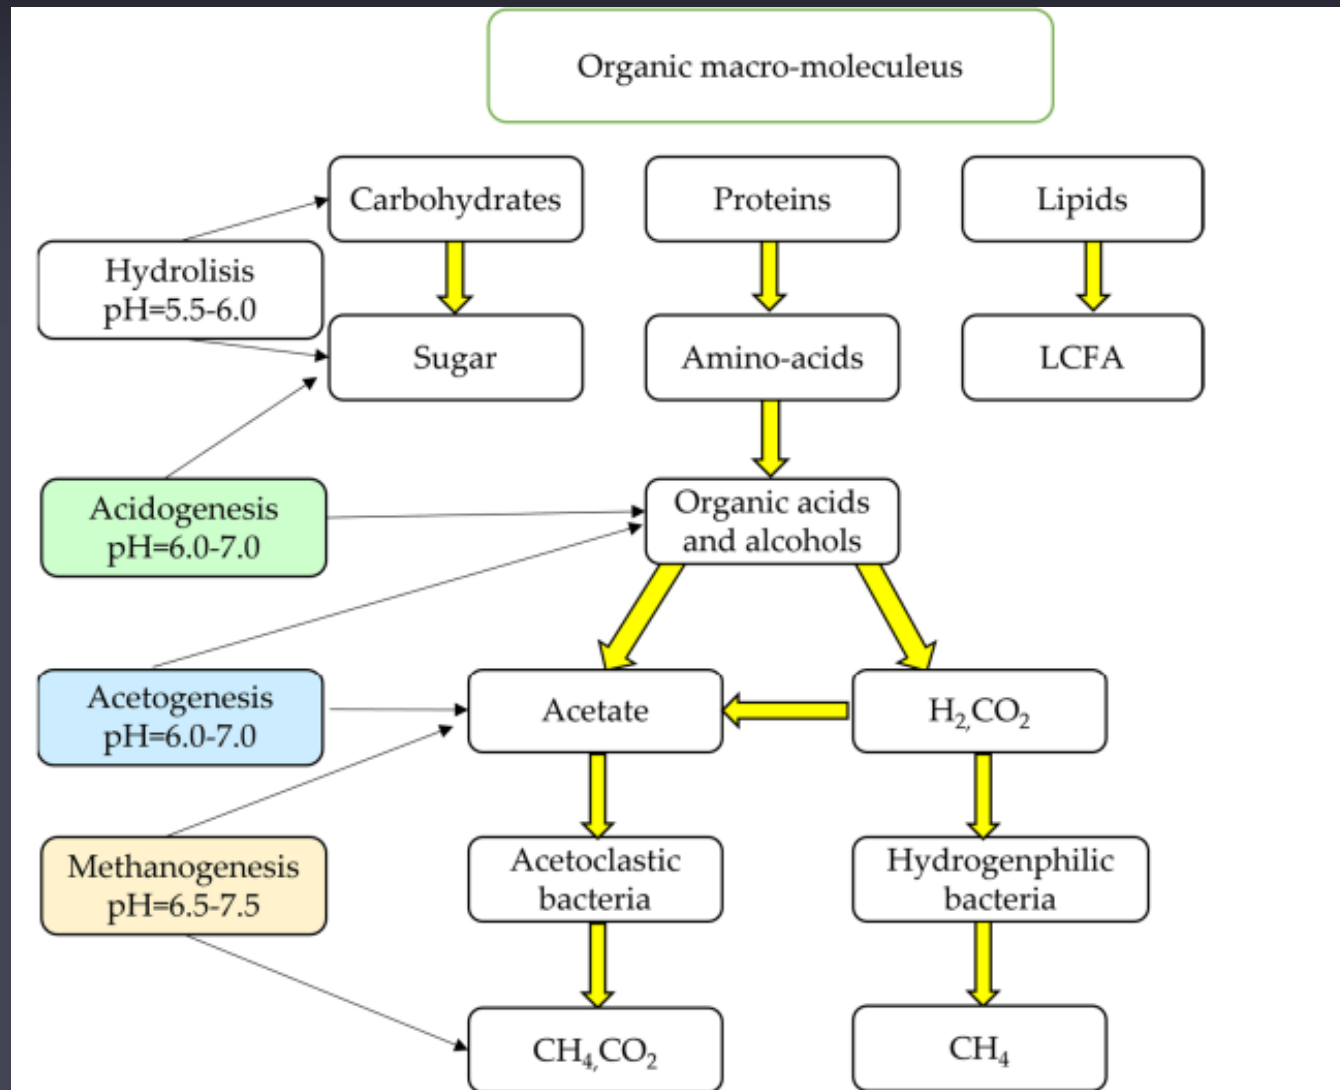 Organic macro-moleculeus
Carbohydrates
Proteins
Lipids
Hydrolisis
pH=5.5-6.0
Sugar
Amino-acids
LCFA
Acidogenesis
pH=6.0-7.0
Organic acids
and alcohols
Acetogenesis
pH=6.0-7.0
Acetate
H₂,CO₂
Methanogenesis
pH=6.5-7.5
Acetoclastic
bacteria
Hydrogenphilic
bacteria
CH₄,CO₂
CH₄